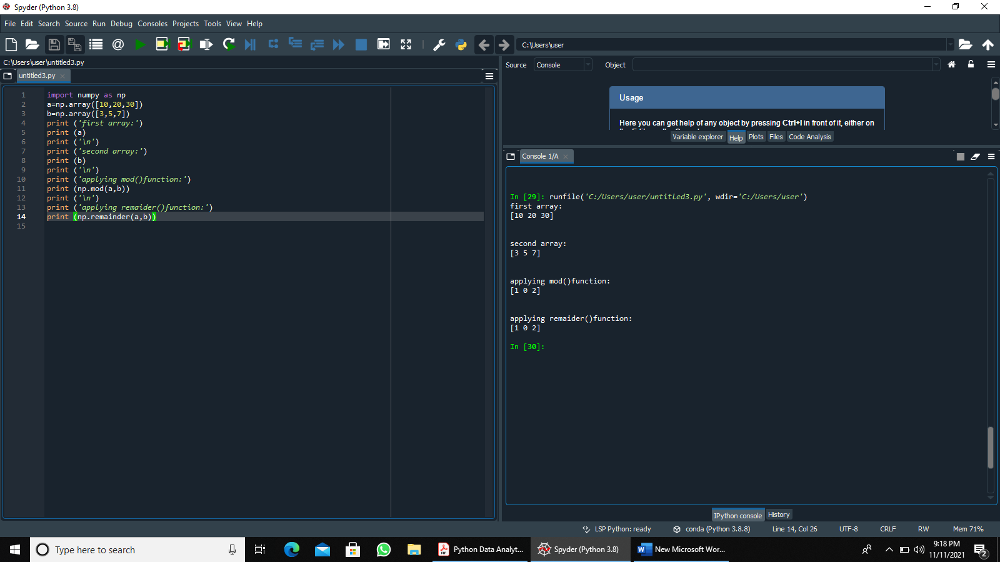 Spyder (Python 3.8)
File Edit Search Source Run Debug Consoles Projects Tools View Help
C:\Users\user
C:\Users\user\untitled3.py
untitled3.py
1 import numpy as np
2 a=np.array([10,20,30])
3 b=np.array([3,5,7])
4 print ('first array:')
5 print (a)
6 print ('\n')
7 print ('second array:')
8 print (b)
9 print ('\n')
10 print ('applying mod()function:')
11 print (np.mod(a,b))
12 print ('\n')
13 print ('applying remaider()function:')
14 print (np.remainder(a,b))
15
Source Console Object
Usage
Here you can get help of any object by pressing Ctrl+I in front of it, either on
Variable explorer Help Plots Files Code Analysis
Console 1/A
In [29]: runfile('C:/Users/user/untitled3.py', wdir='C:/Users/user')
first array:
[10 20 30]
second array:
[3 5 7]
applying mod()function:
[1 0 2]
applying remaider()function:
[1 0 2]
In [30]:
IPython console History
LSP Python: ready conda (Python 3.8.8) Line 14, Col 26 UTF-8 CRLF RW Mem 71%
Type here to search
Python Data Analyt...
Spyder (Python 3.8)
New Microsoft Wor...
9:18 PM
11/11/2021
2